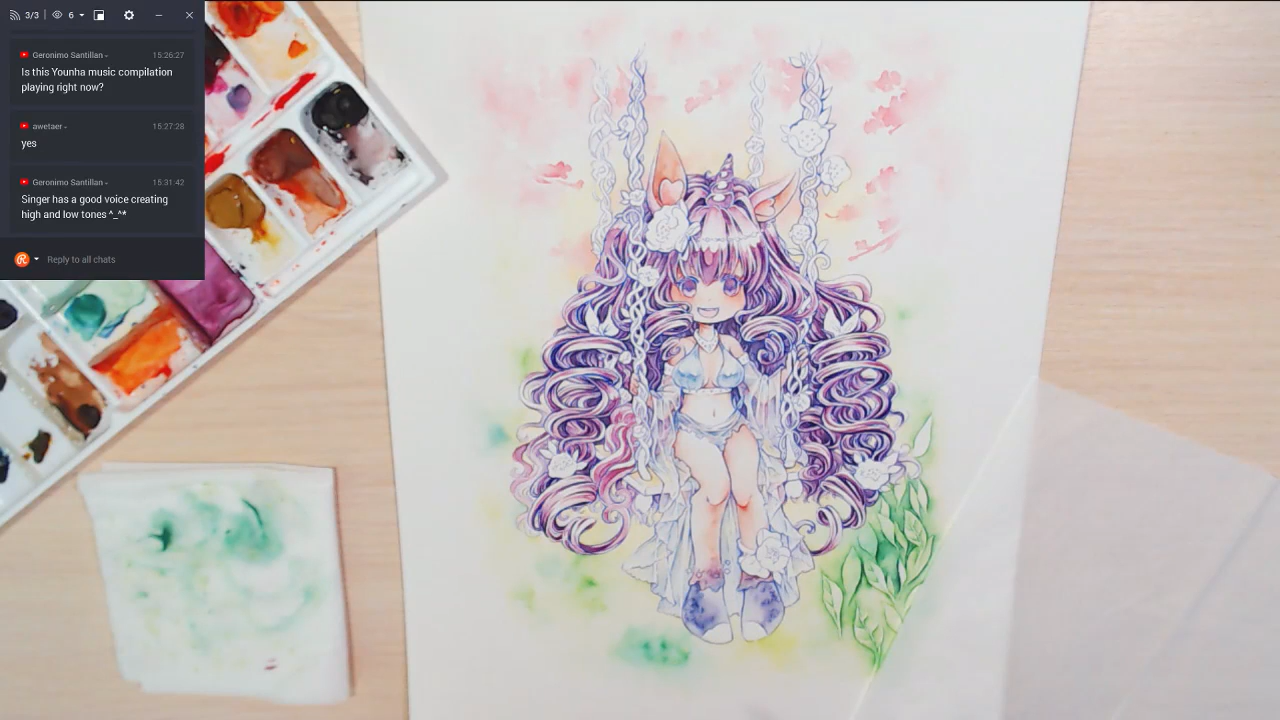 3/3 6
Geronimo Santillan 15:26:27
Is this Younha music compilation
playing right now?
awetaer 15:27:28
yes
Geronimo Santillan 15:31:42
Singer has a good voice creating
high and low tones ^_^*
Reply to all chats